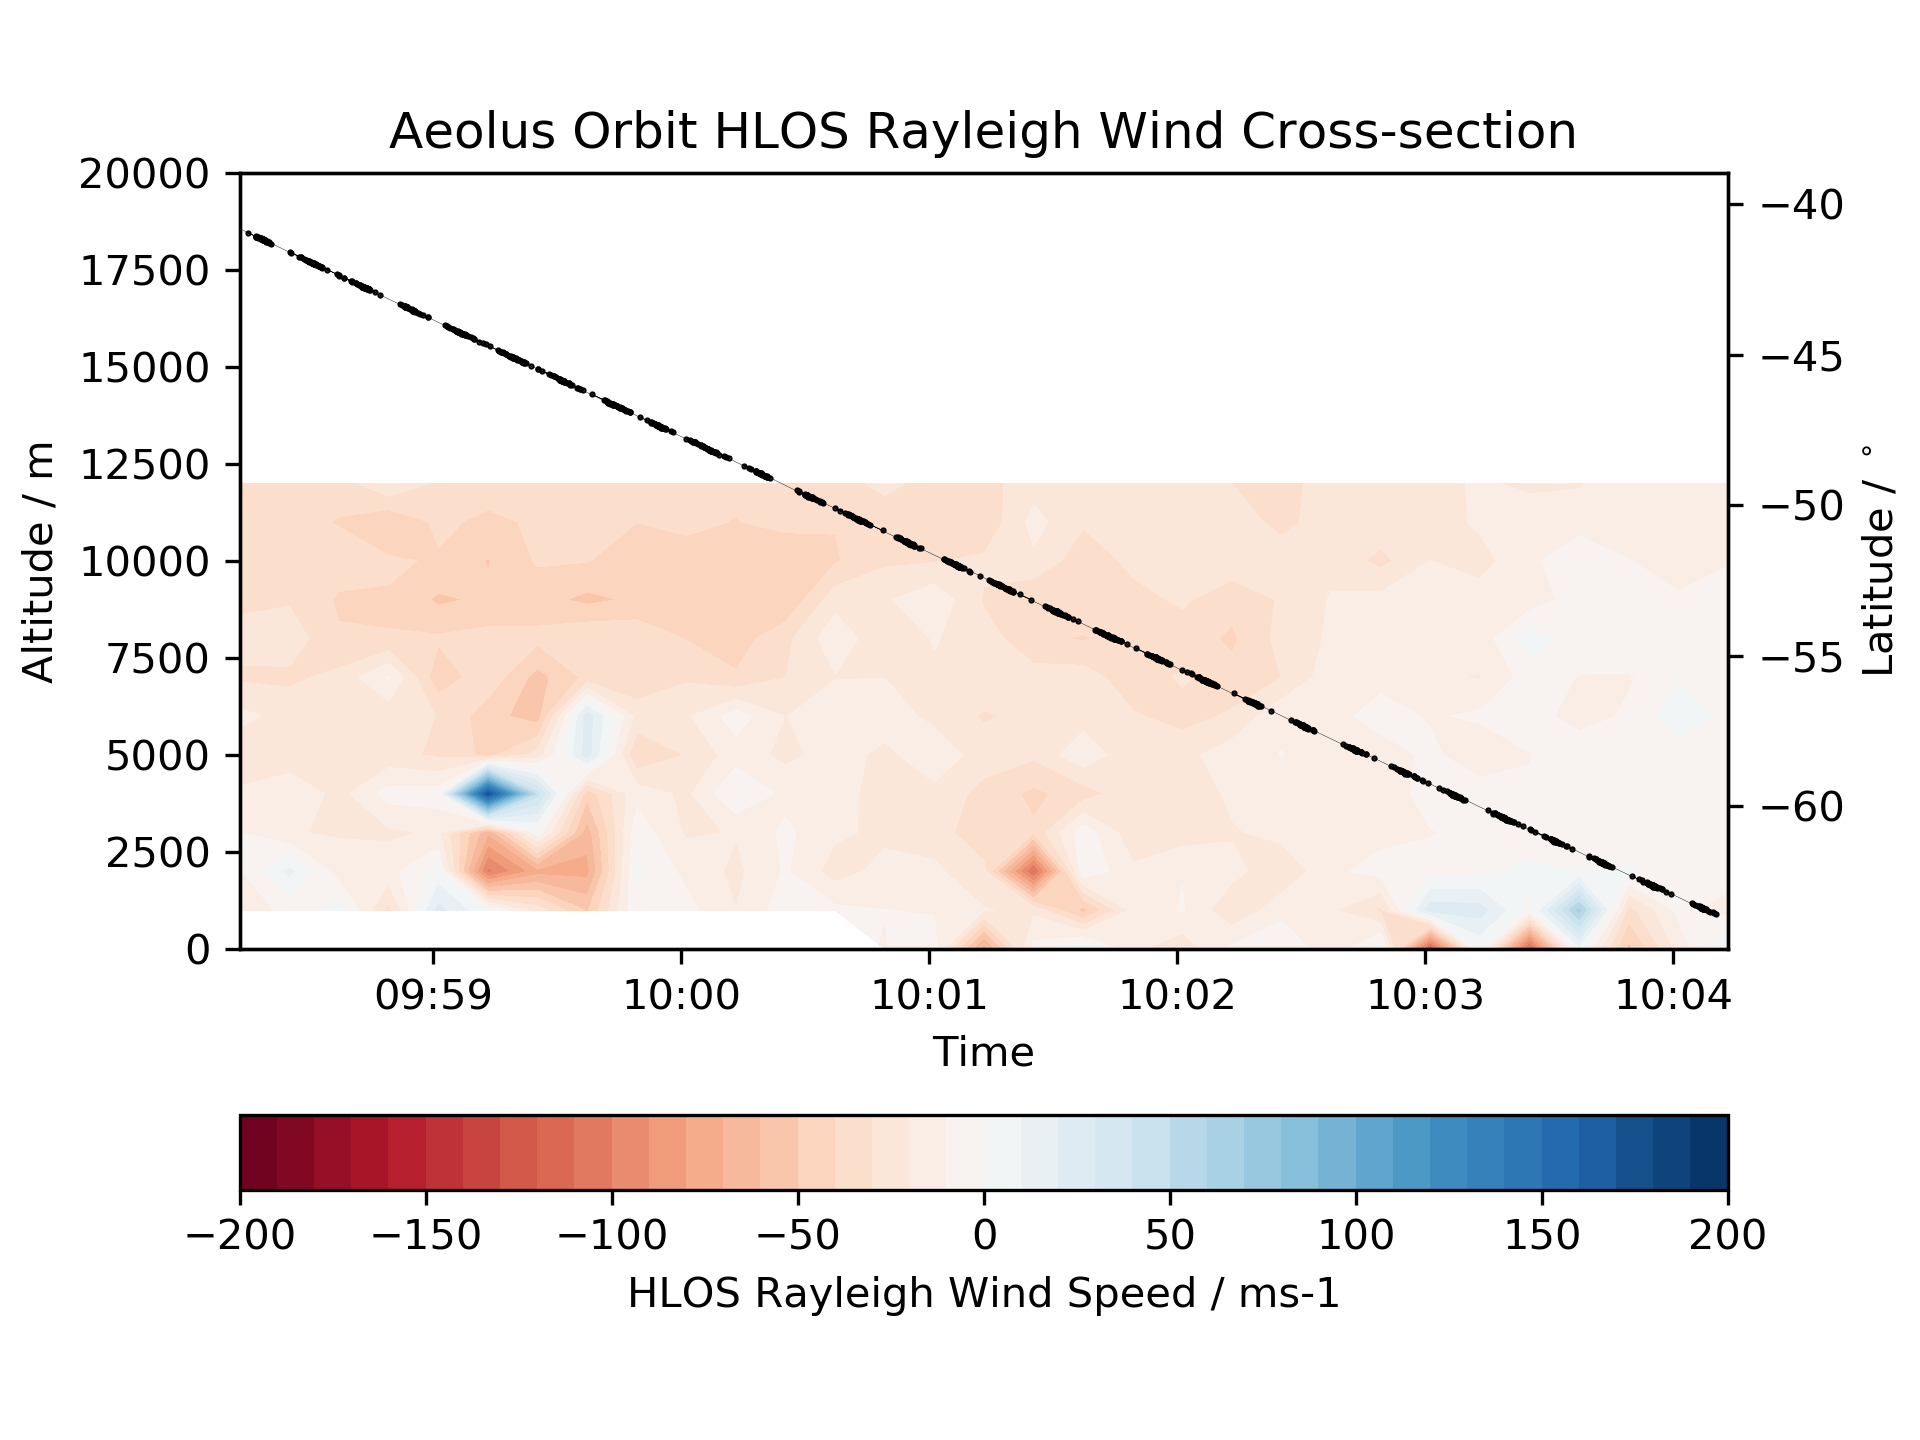 Aeolus Orbit HLOS Rayleigh Wind Cross-section
20000
17500
15000
12500
10000
7500
5000
2500
0
Altitude / m
−40
−45
−50
−55
−60
Latitude / °
09:59 10:00 10:01 10:02 10:03 10:04
Time
−200 −150 −100 −50 0 50 100 150 200
HLOS Rayleigh Wind Speed / ms-1